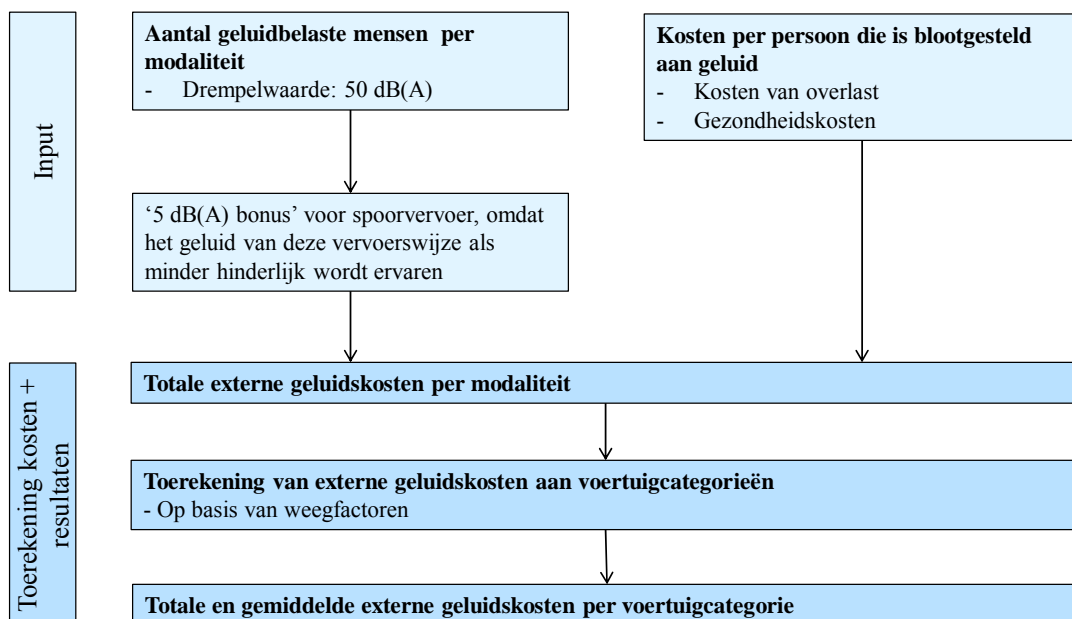 Input
Aantal geluidbelaste mensen per
modaliteit
- Drempelwaarde: 50 dB(A)
Kosten per persoon die is blootgesteld
aan geluid
- Kosten van overlast
- Gezondheidskosten
‘5 dB(A) bonus’ voor spoorvervoer, omdat
het geluid van deze vervoerswijze als
minder hinderlijk wordt ervaren
Toerekening kosten +
resultaten
Totale externe geluidskosten per modaliteit
Toerekening van externe geluidskosten aan voertuigcategorieën
- Op basis van weegfactoren
Totale en gemiddelde externe geluidskosten per voertuigcategorie